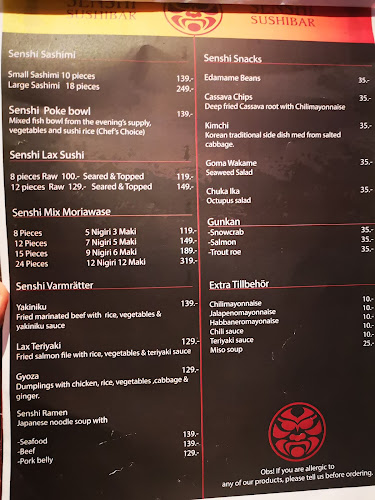 SENSHI
SUSHIBAR
SENSHI
SUSHIBAR
Senshi Sashimi
Small Sashimi 10 pieces 139.-
Large Sashimi 18 pieces 249.-
Senshi Poke bowl 139.-
Mixed fish bowl from the evening's supply,
vegetables and sushi rice (Chef's Choice)
Senshi Lax Sushi
8 pieces Raw 100.- Seared & Topped 119.-
12 pieces Raw 129.- Seared & Topped 149.-
Senshi Mix Moriawase
8 Pieces 5 Nigiri 3 Maki 119.-
12 Pieces 7 Nigiri 5 Maki 149.-
15 Pieces 9 Nigiri 6 Maki 189.-
24 Pieces 12 Nigiri 12 Maki 319.-
Senshi Varmrätter
Yakiniku 139.-
Fried marinated beef with rice, vegetables &
yakiniku sauce
Lax Teriyaki 129.-
Fried salmon file with rice, vegetables & teriyaki sauce
Gyoza 129.-
Dumplings with chicken, rice, vegetables ,cabbage &
ginger.
Senshi Ramen
Japanese noodle soup with
-Seafood 139.-
-Beef 139.-
-Pork belly 129.-
Senshi Snacks
Edamame Beans 35.-
Cassava Chips 35.-
Deep fried Cassava root with Chilimayonnaise
Kimchi 35.-
Korean traditional side dish med from salted
cabbage.
Goma Wakame 35.-
Seaweed Salad
Chuka Ika 35.-
Octupus salad
Gunkan
-Snowcrab 35.-
-Salmon 35.-
-Trout roe 35.-
Extra Tillbehör
Chilimayonnaise 10.-
Jalapenomayonnaise 10.-
Habbaneromayonaise 10.-
Chili sauce 10.-
Teriyaki sauce 10.-
Miso soup 25.-
Obs! If you are allergic to
any of our products, please tell us before ordering.